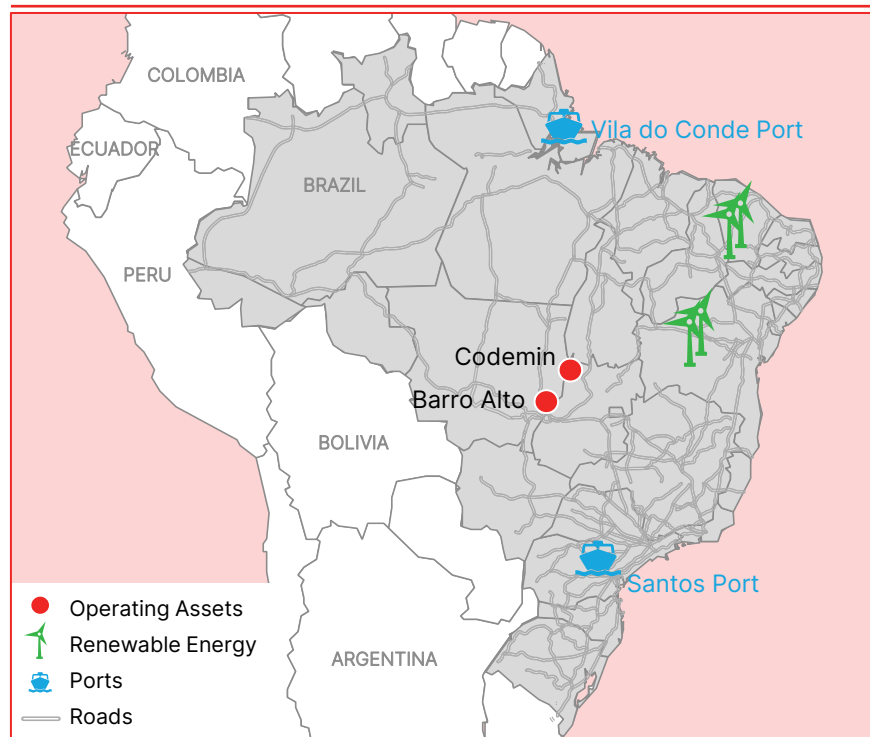 COLOMBIA
Vila do Conde Port
ECUADOR
BRAZIL
PERU
Codemin
Barro Alto
BOLIVIA
Santos Port
Operating Assets
Renewable Energy
ARGENTINA
Ports
Roads